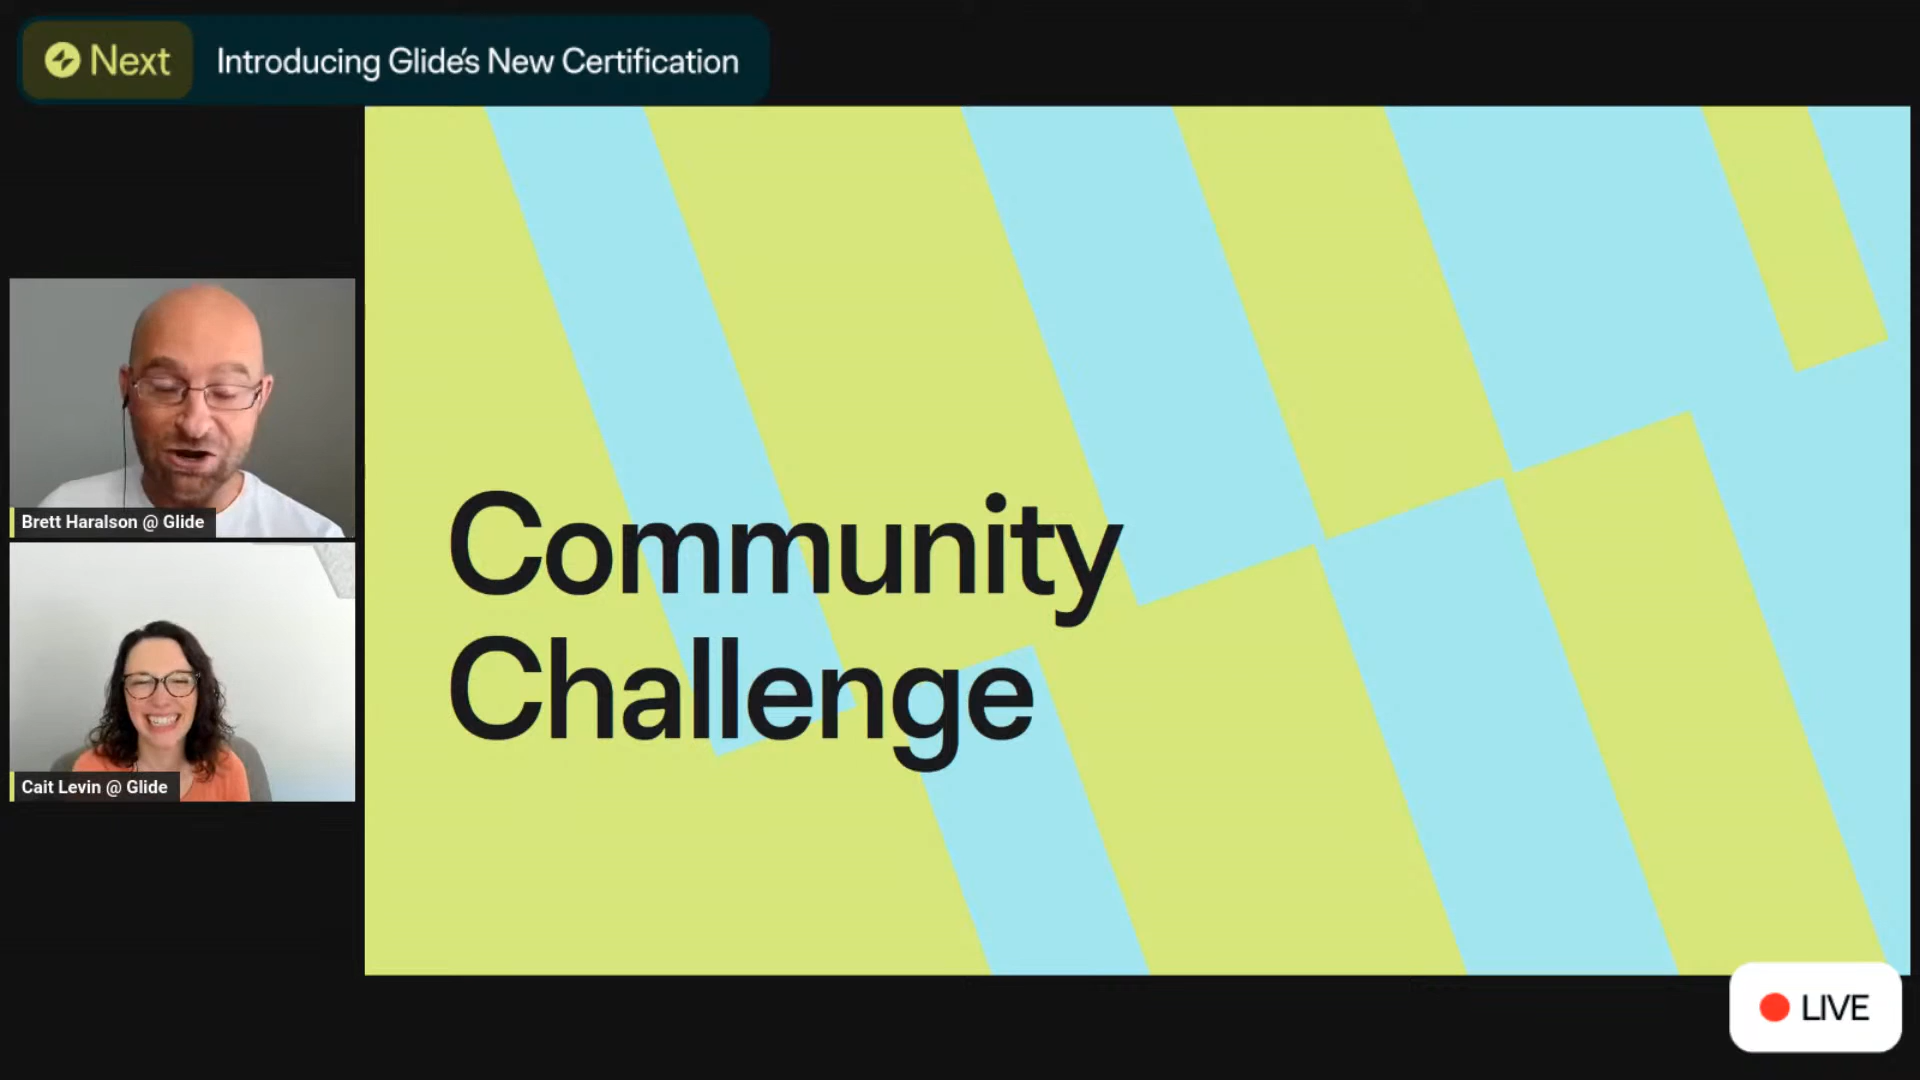 Next
Introducing Glide's New Certification
Brett Haralson @ Glide
Cait Levin @ Glide
Community
Challenge
LIVE